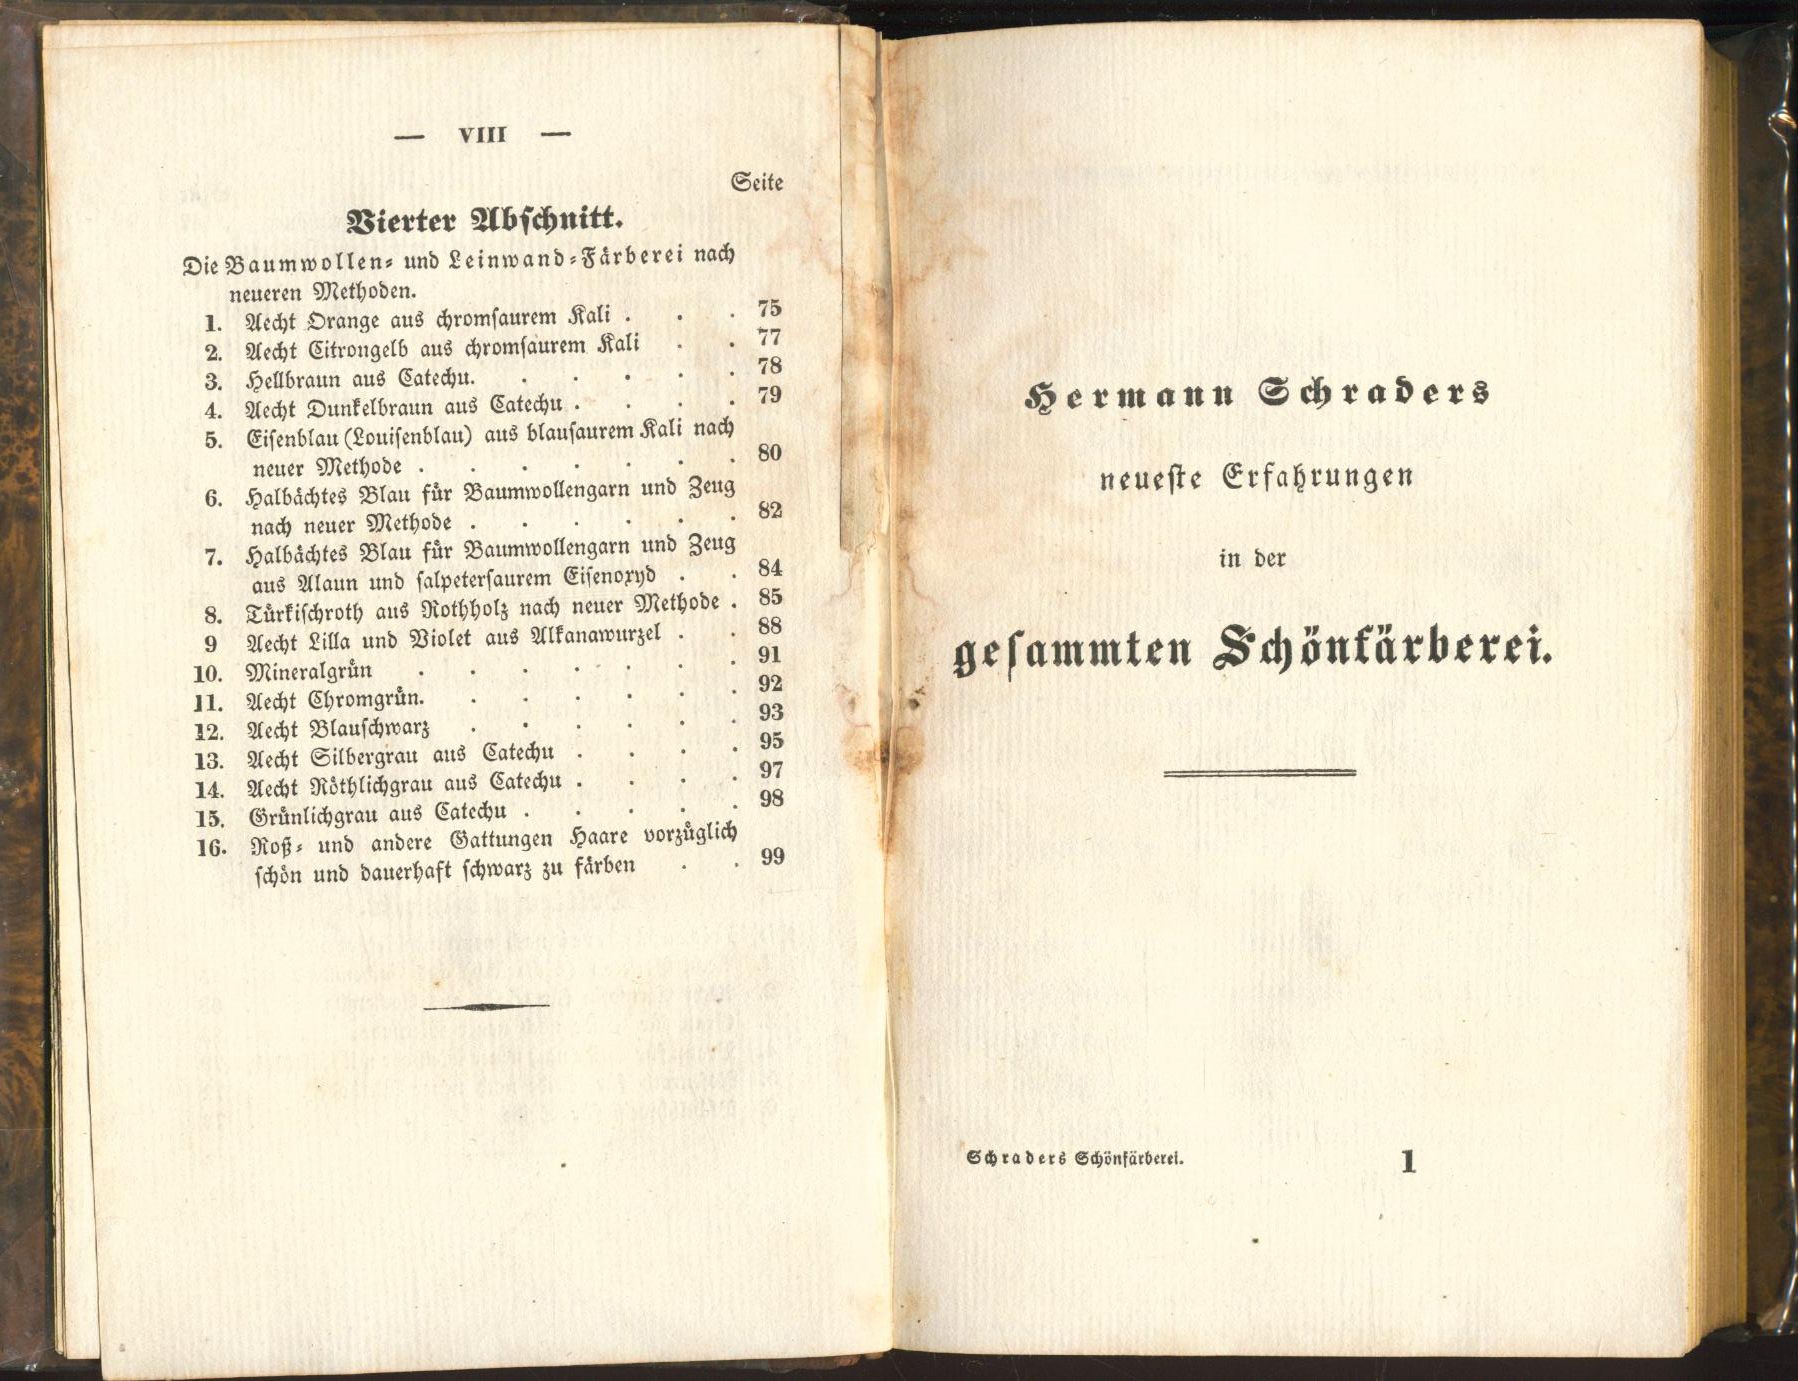 — VIII —
Seite
Vierter Abschnitt.
Die Baumwollen- und Leinwand-Färberei nach
neueren Methoden.
1. Aecht Orange aus chromsaurem Kali . . . 75
2. Aecht Citrongelb aus chromsaurem Kali . . 77
3. Hellbraun aus Catechu. . . . . . 78
4. Aecht Dunkelbraun aus Catechu . . . . 79
5. Eisenblau (Louisenblau) aus blausaurem Kali nach
neuer Methode . . . . . . . 80
6. Halbächtes Blau für Baumwollengarn und Zeug
nach neuer Methode . . . . . . 82
7. Halbächtes Blau für Baumwollengarn und Zeug
aus Alaun und salpetersaurem Eisenoxyd . . 84
8. Türkischroth aus Rothholz nach neuer Methode . 85
9 Aecht Lilla und Violet aus Alkanawurzel . . 88
10. Mineralgrün . . . . . . . 91
11. Aecht Chromgrün. . . . . . . 92
12. Aecht Blauschwarz . . . . . . 93
13. Aecht Silbergrau aus Catechu . . . . 95
14. Aecht Röthlichgrau aus Catechu . . . . 97
15. Grünlichgrau aus Catechu . . . . . 98
16. Roß- und andere Gattungen Haare vorzüglich
schön und dauerhaft schwarz zu färben . . 99
Hermann Schraders
neueste Erfahrungen
in der
gesammten Schönfärberei.
Schraders Schönfärberei. 1